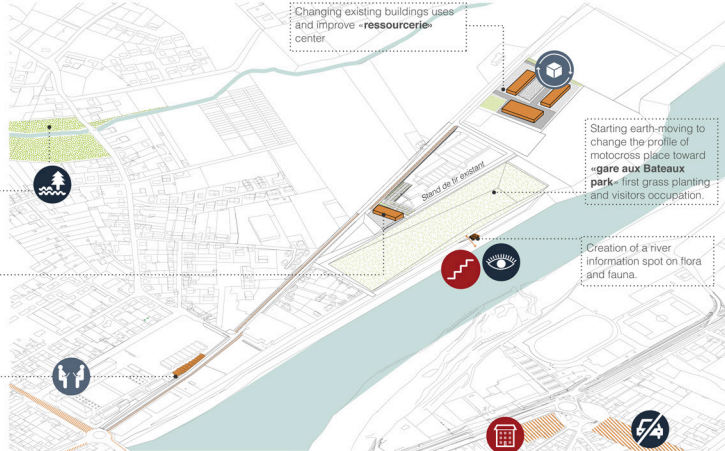 Changing existing buildings uses
and improve «ressourcerie»
center
Starting earth-moving to
change the profile of
motocross place toward
«gare aux Bateaux
park» first grass planting
and visitors occupation.
Stand de tir existant
Creation of a river
information spot on flora
and fauna.